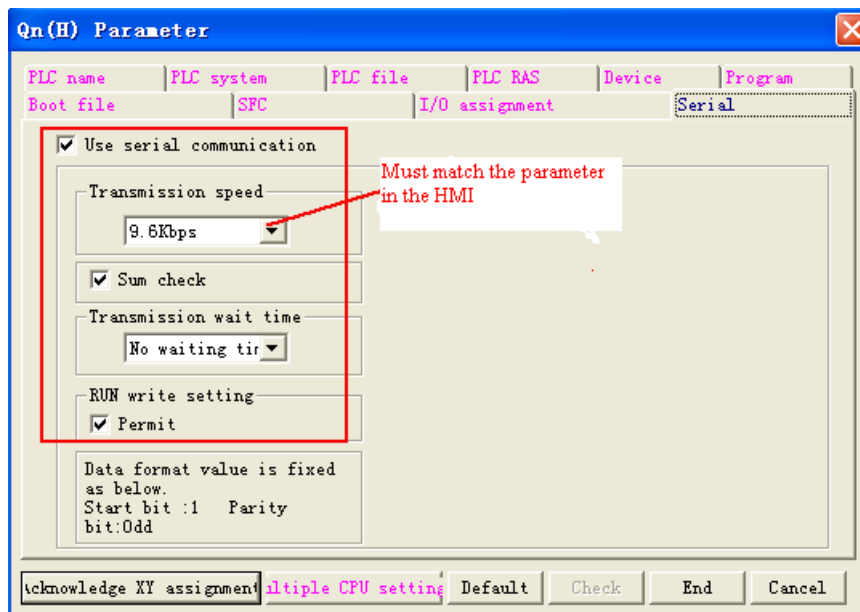 Qn(H) Parameter
PLC name PLC system PLC file PLC RAS Device Program
Boot file SFC I/O assignment Serial
Use serial communication
Must match the parameter
in the HMI
Transmission speed
9.6Kbps
Sum check
Transmission wait time
No waiting tir
RUN write setting
Permit
Data format value is fixed
as below.
Start bit :1 Parity
bit:Odd
cknowledge XY assignment ultiple CPU setting Default Check End Cancel